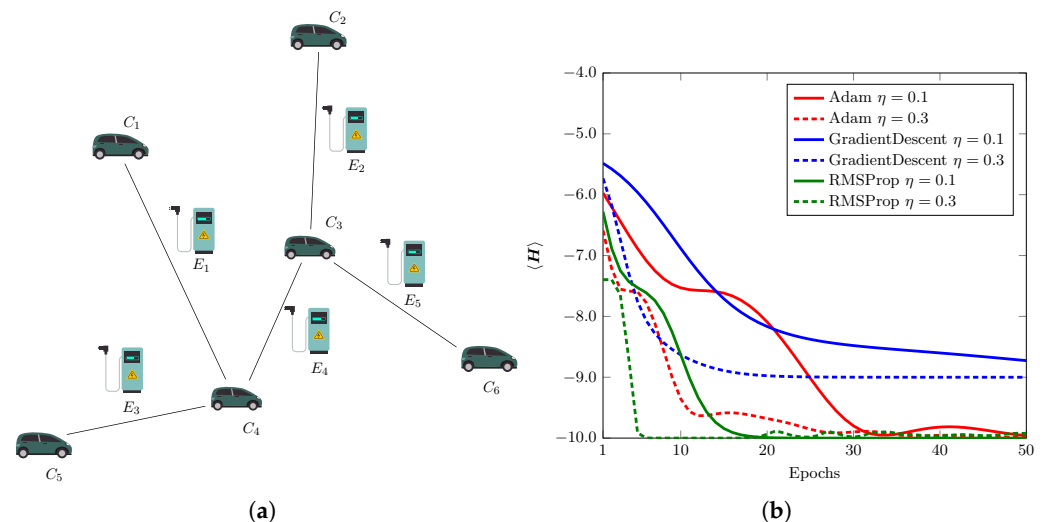 C₂
C₁
E₂
C₃
E₁
E₅
E₄
C₆
E₃
C₄
C₅
(a)
−4.0
−5.0
−6.0
−7.0
−8.0
−9.0
−10.0
⟨H⟩
Adam η = 0.1
Adam η = 0.3
GradientDescent η = 0.1
GradientDescent η = 0.3
RMSProp η = 0.1
RMSProp η = 0.3
1 10 20 30 40 50
Epochs
(b)